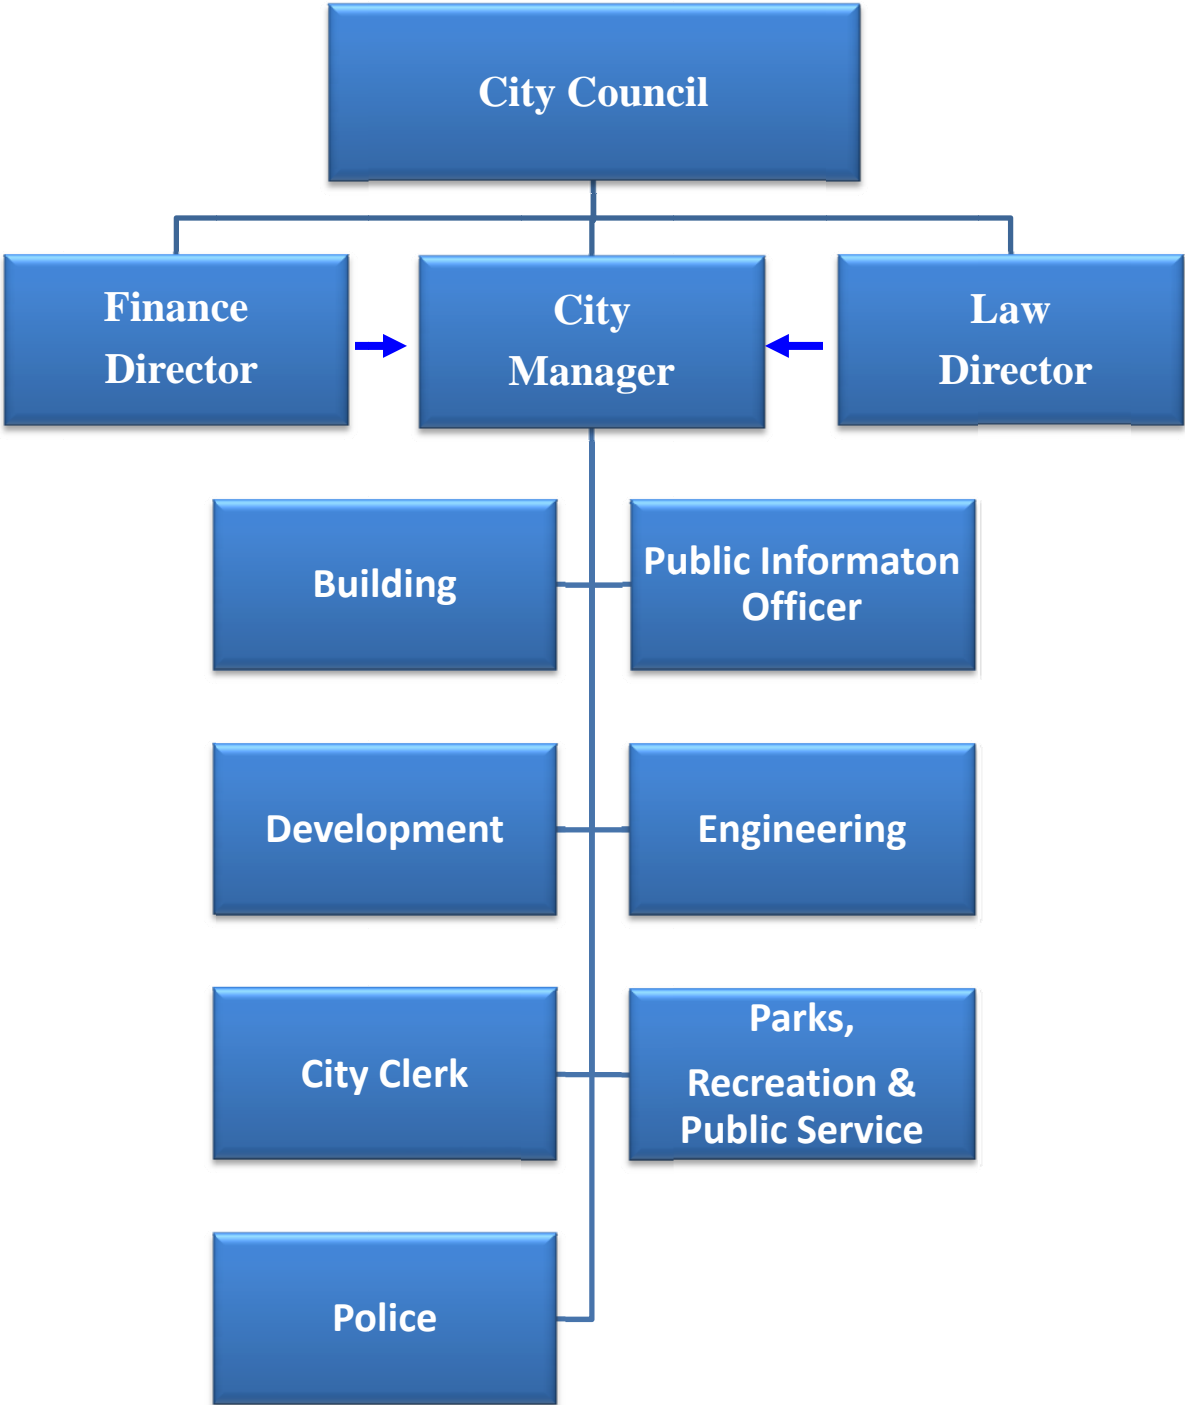 City Council
Finance
Director
City
Manager
Law
Director
Building
Public Informaton
Officer
Development
Engineering
City Clerk
Parks,
Recreation &
Public Service
Police